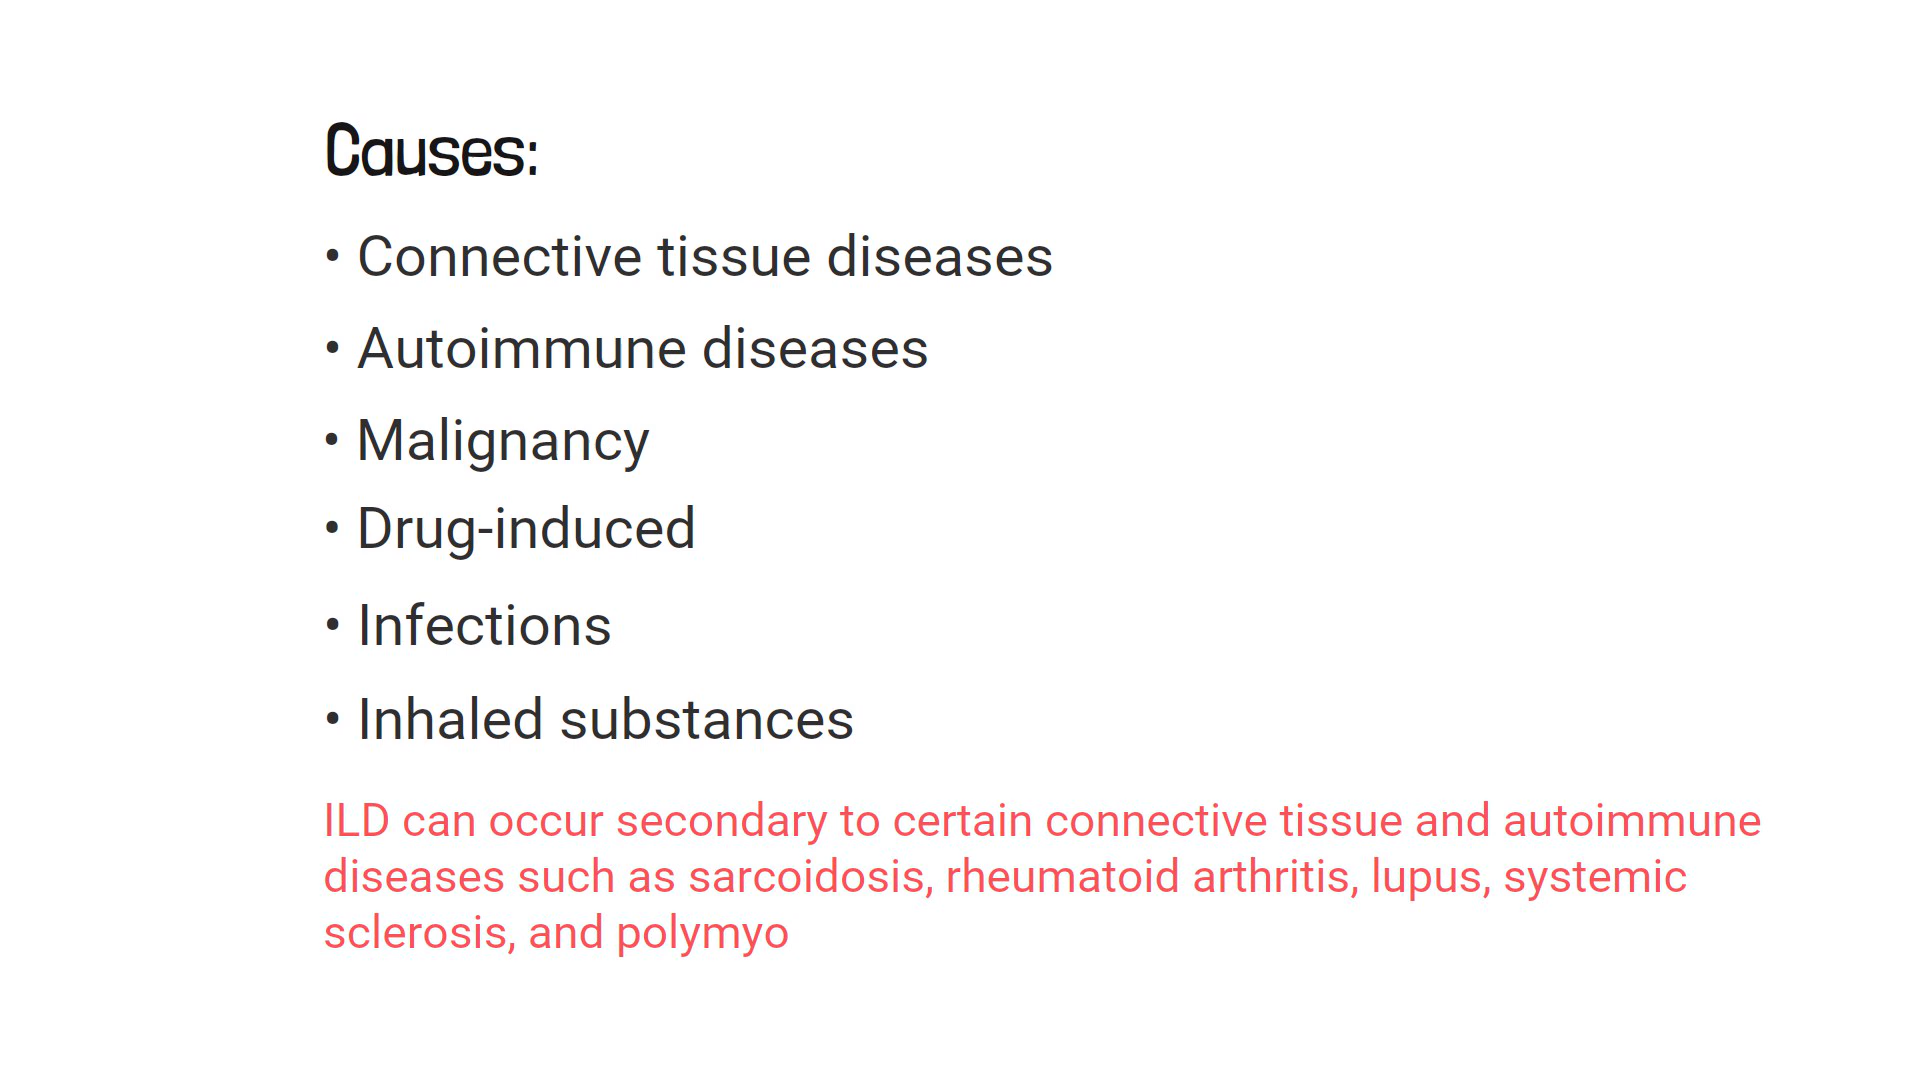 Causes:
• Connective tissue diseases
• Autoimmune diseases
• Malignancy
• Drug-induced
• Infections
• Inhaled substances
ILD can occur secondary to certain connective tissue and autoimmune
diseases such as sarcoidosis, rheumatoid arthritis, lupus, systemic
sclerosis, and polymyo